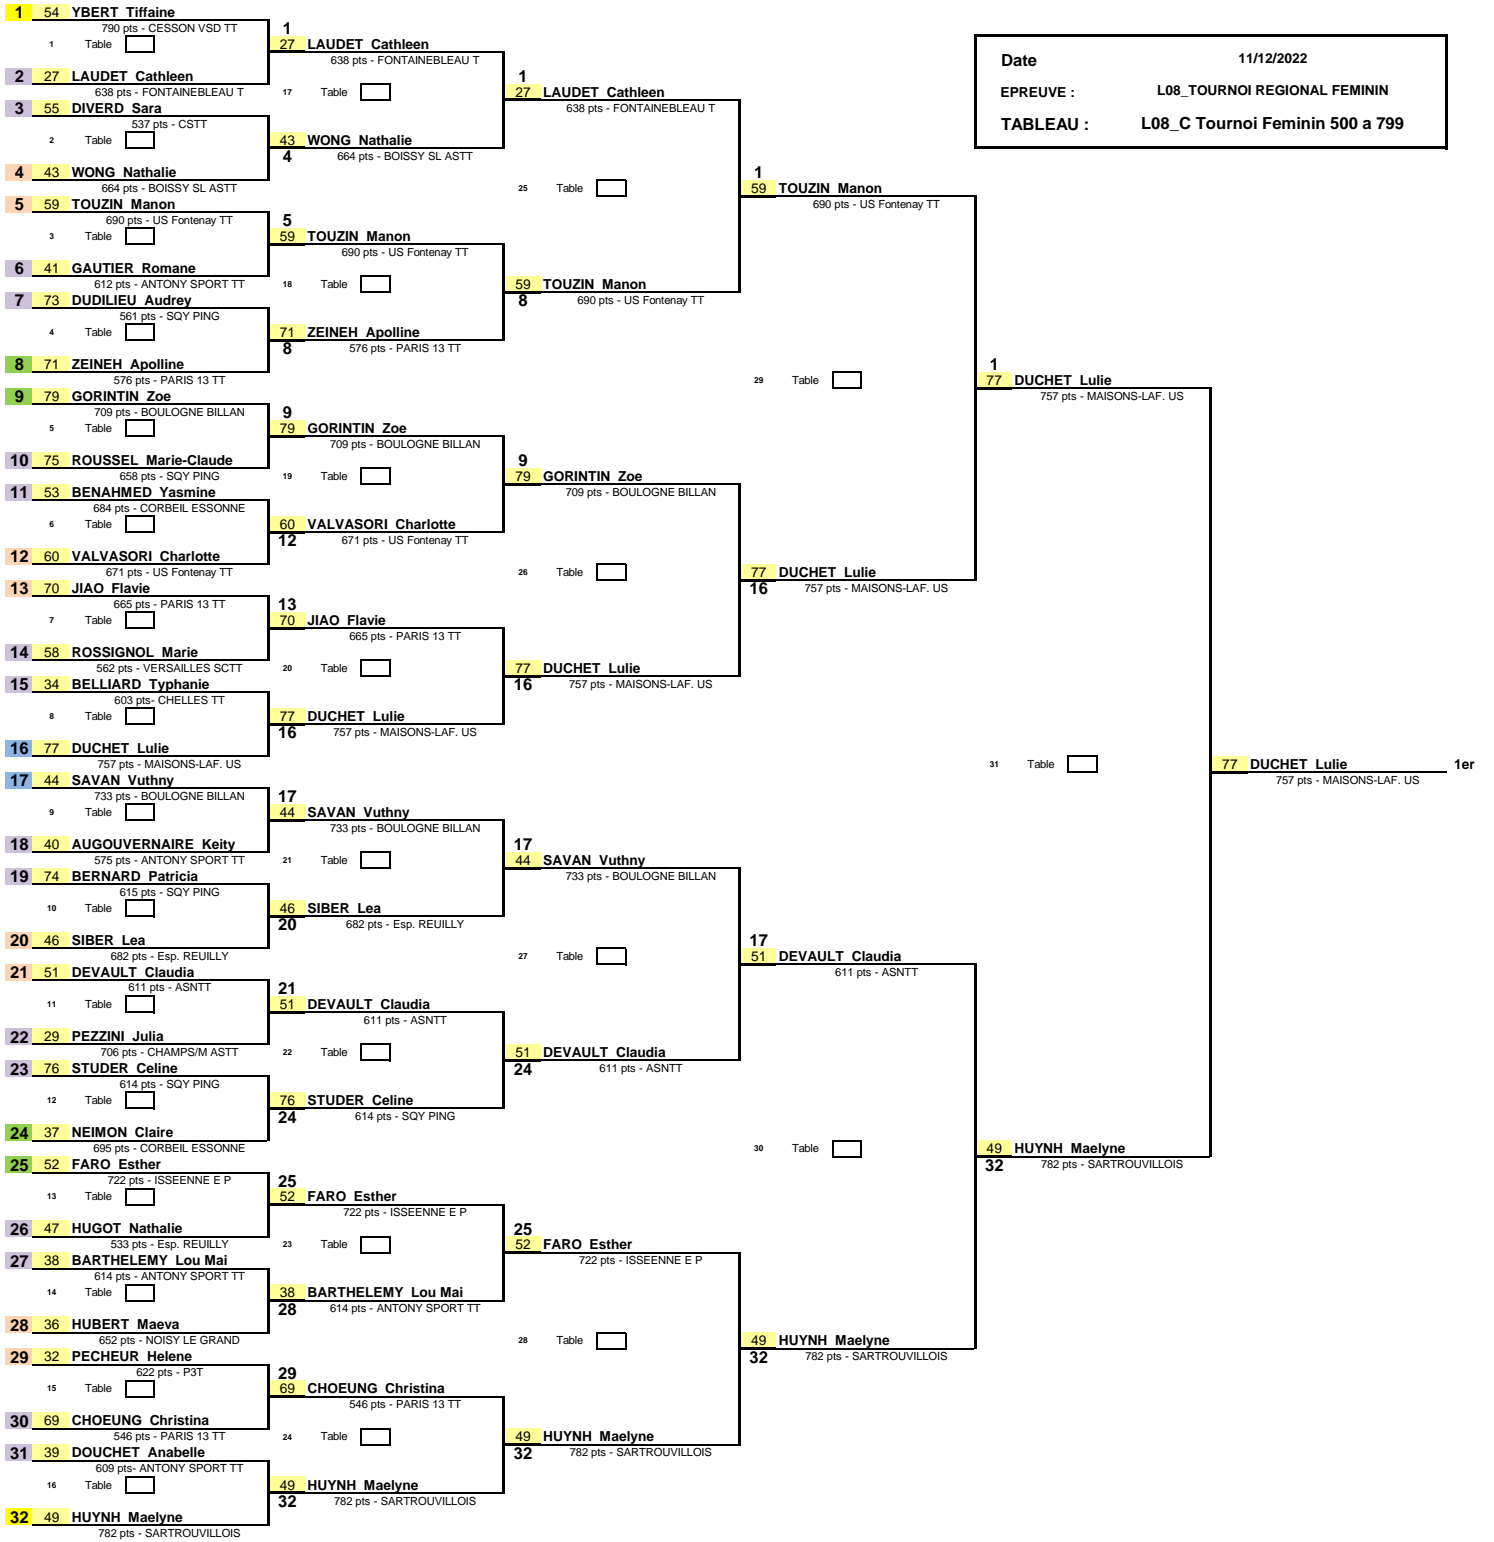 Date 11/12/2022
EPREUVE : L08_TOURNOI REGIONAL FEMININ
TABLEAU : L08_C Tournoi Feminin 500 a 799
1 54 YBERT Tiffaine
790 pts - CESSON VSD TT
1 Table
2 27 LAUDET Cathleen
638 pts - FONTAINEBLEAU T
3 55 DIVERD Sara
537 pts - CSTT
2 Table
4 43 WONG Nathalie
664 pts - BOISSY SL ASTT
5 59 TOUZIN Manon
690 pts - US Fontenay TT
3 Table
6 41 GAUTIER Romane
612 pts - ANTONY SPORT TT
7 73 DUDILIEU Audrey
561 pts - SQY PING
4 Table
8 71 ZEINEH Apolline
576 pts - PARIS 13 TT
9 79 GORINTIN Zoe
709 pts - BOULOGNE BILLAN
5 Table
10 75 ROUSSEL Marie-Claude
658 pts - SQY PING
11 53 BENAHMED Yasmine
684 pts - CORBEIL ESSONNE
6 Table
12 60 VALVASORI Charlotte
671 pts - US Fontenay TT
13 70 JIAO Flavie
665 pts - PARIS 13 TT
7 Table
14 58 ROSSIGNOL Marie
562 pts - VERSAILLES SCTT
15 34 BELLIARD Typhanie
603 pts- CHELLES TT
8 Table
16 77 DUCHET Lulie
757 pts - MAISONS-LAF. US
17 44 SAVAN Vuthny
733 pts - BOULOGNE BILLAN
9 Table
18 40 AUGOUVERNAIRE Keity
575 pts - ANTONY SPORT TT
19 74 BERNARD Patricia
615 pts - SQY PING
10 Table
20 46 SIBER Lea
682 pts - Esp. REUILLY
21 51 DEVAULT Claudia
611 pts - ASNTT
11 Table
22 29 PEZZINI Julia
706 pts - CHAMPS/M ASTT
23 76 STUDER Celine
614 pts - SQY PING
12 Table
24 37 NEIMON Claire
695 pts - CORBEIL ESSONNE
25 52 FARO Esther
722 pts - ISSEENNE E P
13 Table
26 47 HUGOT Nathalie
533 pts - Esp. REUILLY
27 38 BARTHELEMY Lou Mai
614 pts - ANTONY SPORT TT
14 Table
28 36 HUBERT Maeva
652 pts - NOISY LE GRAND
29 32 PECHEUR Helene
622 pts - P3T
15 Table
30 69 CHOEUNG Christina
546 pts - PARIS 13 TT
31 39 DOUCHET Anabelle
609 pts- ANTONY SPORT TT
16 Table
32 49 HUYNH Maelyne
782 pts - SARTROUVILLOIS
1
27 LAUDET Cathleen
638 pts - FONTAINEBLEAU T
17 Table
43 WONG Nathalie
4 664 pts - BOISSY SL ASTT
5
59 TOUZIN Manon
690 pts - US Fontenay TT
18 Table
71 ZEINEH Apolline
8 576 pts - PARIS 13 TT
9
79 GORINTIN Zoe
709 pts - BOULOGNE BILLAN
19 Table
60 VALVASORI Charlotte
12 671 pts - US Fontenay TT
13
70 JIAO Flavie
665 pts - PARIS 13 TT
20 Table
77 DUCHET Lulie
16 757 pts - MAISONS-LAF. US
17
44 SAVAN Vuthny
733 pts - BOULOGNE BILLAN
21 Table
46 SIBER Lea
20 682 pts - Esp. REUILLY
21
51 DEVAULT Claudia
611 pts - ASNTT
22 Table
76 STUDER Celine
24 614 pts - SQY PING
25
52 FARO Esther
722 pts - ISSEENNE E P
23 Table
38 BARTHELEMY Lou Mai
28 614 pts - ANTONY SPORT TT
29
69 CHOEUNG Christina
546 pts - PARIS 13 TT
24 Table
49 HUYNH Maelyne
32 782 pts - SARTROUVILLOIS
1
27 LAUDET Cathleen
638 pts - FONTAINEBLEAU T
25 Table
59 TOUZIN Manon
8 690 pts - US Fontenay TT
9
79 GORINTIN Zoe
709 pts - BOULOGNE BILLAN
26 Table
77 DUCHET Lulie
16 757 pts - MAISONS-LAF. US
17
44 SAVAN Vuthny
733 pts - BOULOGNE BILLAN
27 Table
51 DEVAULT Claudia
24 611 pts - ASNTT
25
52 FARO Esther
722 pts - ISSEENNE E P
28 Table
49 HUYNH Maelyne
32 782 pts - SARTROUVILLOIS
1
59 TOUZIN Manon
690 pts - US Fontenay TT
29 Table
77 DUCHET Lulie
16 757 pts - MAISONS-LAF. US
17
51 DEVAULT Claudia
611 pts - ASNTT
30 Table
49 HUYNH Maelyne
32 782 pts - SARTROUVILLOIS
1
77 DUCHET Lulie
757 pts - MAISONS-LAF. US
31 Table
49 HUYNH Maelyne
32 782 pts - SARTROUVILLOIS
77 DUCHET Lulie 1er
757 pts - MAISONS-LAF. US